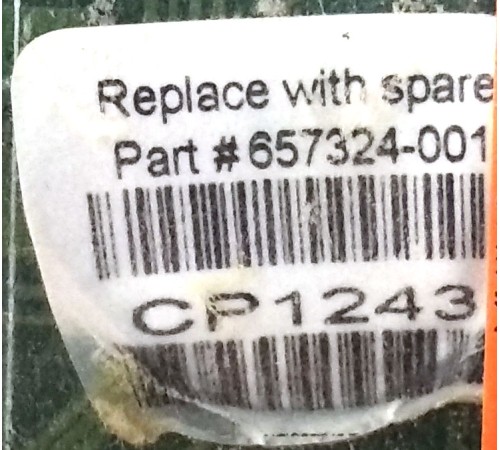 Replace with spare
Part #657324-001
CP1243